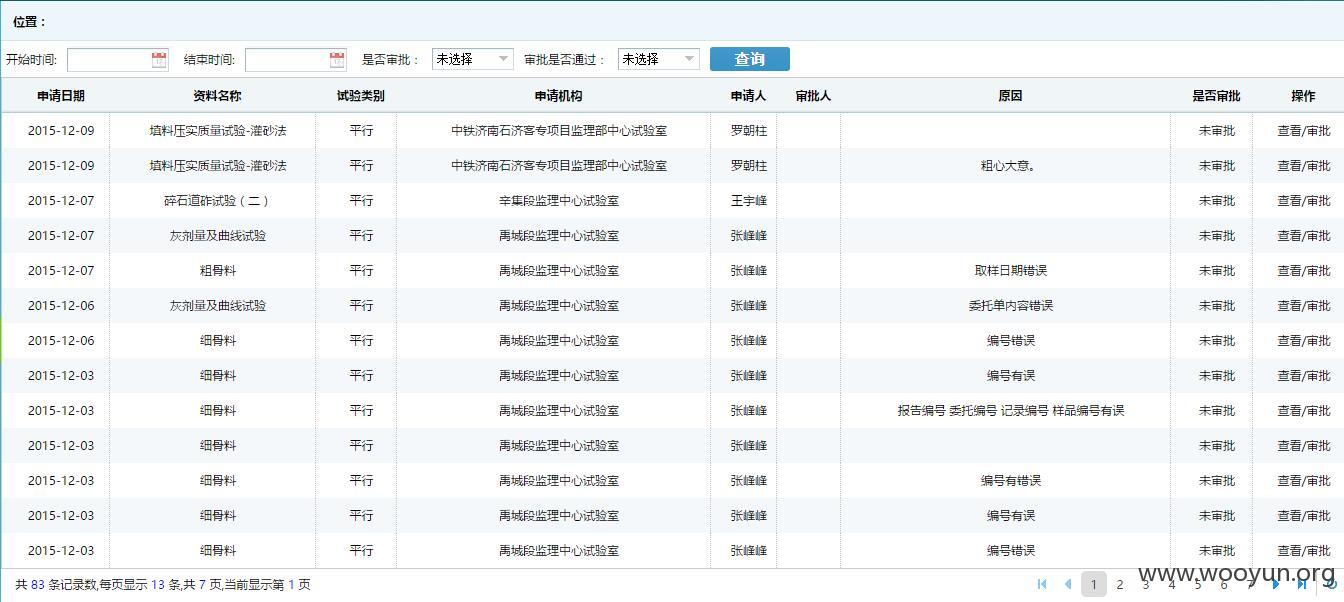 位置：
开始时间: 结束时间: 是否审批： 未选择 审批是否通过： 未选择 查询
申请日期 资料名称 试验类别 申请机构 申请人 审批人 原因 是否审批 操作
2015-12-09 填料压实质量试验-灌砂法 平行 中铁济南石济客专项目监理部中心试验室 罗朝柱 未审批 查看/审批
2015-12-09 填料压实质量试验-灌砂法 平行 中铁济南石济客专项目监理部中心试验室 罗朝柱 粗心大意。 未审批 查看/审批
2015-12-07 碎石道砟试验（二） 平行 辛集段监理中心试验室 王宇峰 未审批 查看/审批
2015-12-07 灰剂量及曲线试验 平行 禹城段监理中心试验室 张峰峰 未审批 查看/审批
2015-12-07 粗骨料 平行 禹城段监理中心试验室 张峰峰 取样日期错误 未审批 查看/审批
2015-12-06 灰剂量及曲线试验 平行 禹城段监理中心试验室 张峰峰 委托单内容错误 未审批 查看/审批
2015-12-06 细骨料 平行 禹城段监理中心试验室 张峰峰 编号错误 未审批 查看/审批
2015-12-03 细骨料 平行 禹城段监理中心试验室 张峰峰 编号有误 未审批 查看/审批
2015-12-03 细骨料 平行 禹城段监理中心试验室 张峰峰 报告编号 委托编号 记录编号 样品编号有误 未审批 查看/审批
2015-12-03 细骨料 平行 禹城段监理中心试验室 张峰峰 未审批 查看/审批
2015-12-03 细骨料 平行 禹城段监理中心试验室 张峰峰 编号有错误 未审批 查看/审批
2015-12-03 细骨料 平行 禹城段监理中心试验室 张峰峰 编号有误 未审批 查看/审批
2015-12-03 细骨料 平行 禹城段监理中心试验室 张峰峰 编号错误 未审批 查看/审批
共 83 条记录数,每页显示 13 条,共 7 页,当前显示第 1 页 1 2 3 4 5 6 7
www.wooyun.org